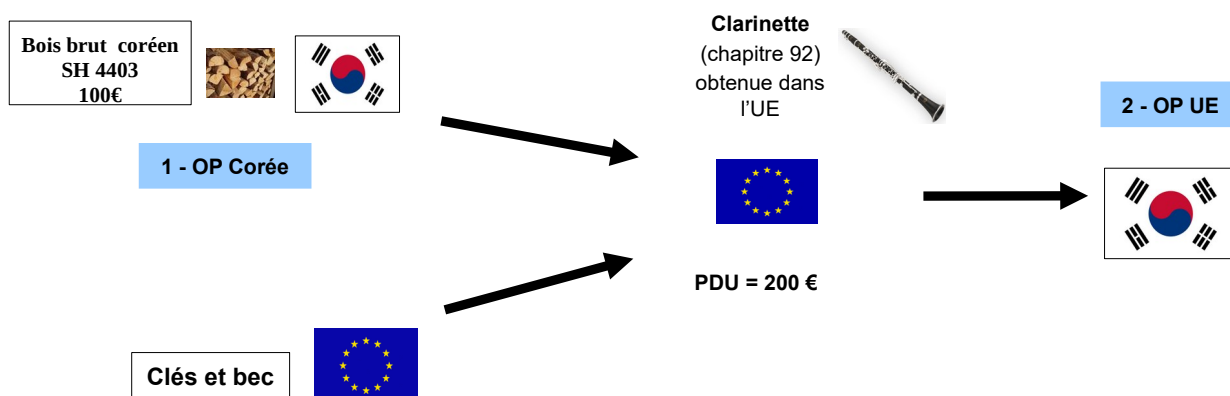 Bois brut coréen
SH 4403
100€
1 - OP Corée
Clés et bec
Clarinette
(chapitre 92)
obtenue dans
l'UE
PDU = 200 €
2 - OP UE